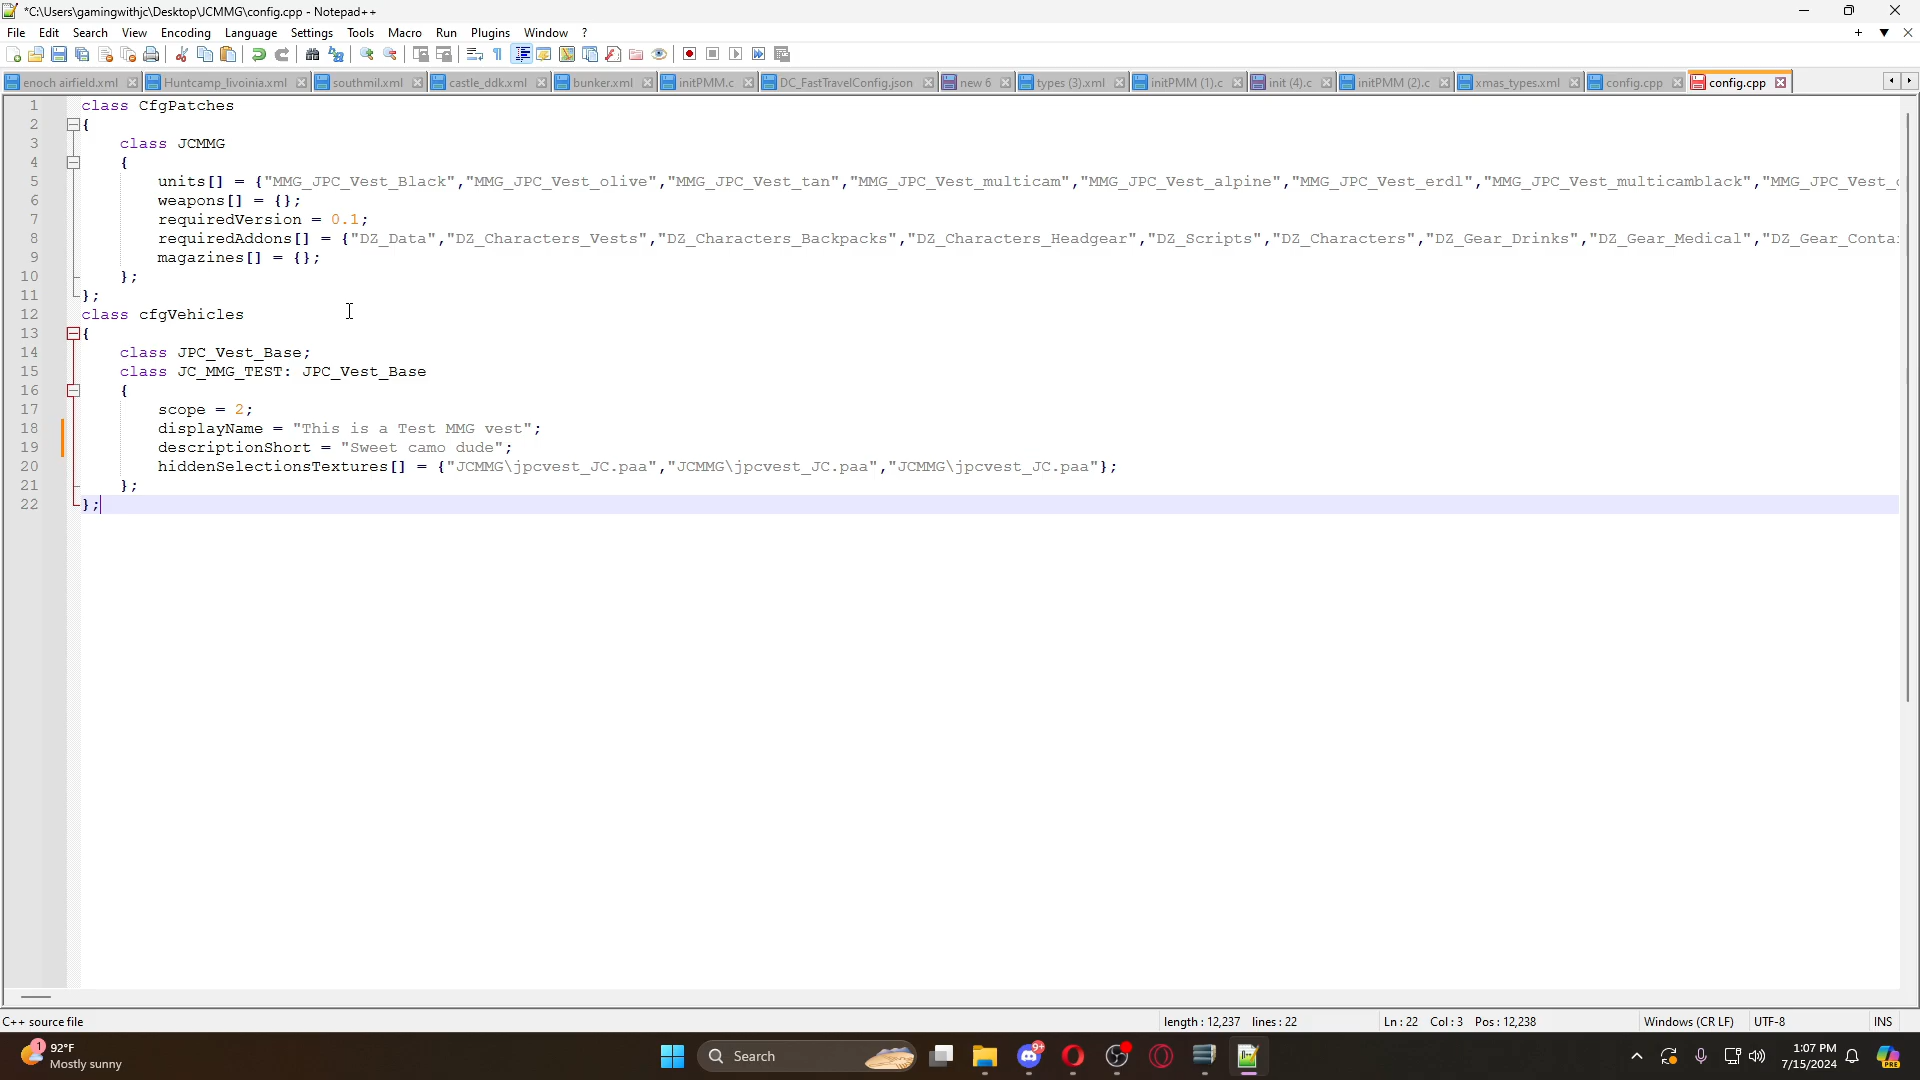 *C:\Users\gamingwithjc\Desktop\JCMMG\config.cpp - Notepad++
File Edit Search View Encoding Language Settings Tools Macro Run Plugins Window ?
enoch airfield.xml Huntcamp_livoinia.xml southmil.xml castle_ddk.xml bunker.xml initPMM.c DC_FastTravelConfig.json new 6 types (3).xml initPMM (1).c init (4).c initPMM (2).c xmas_types.xml config.cpp config.cpp
1 class CfgPatches
2 {
3 class JCMMG
4 {
5 units[] = {"MMG_JPC_Vest_Black","MMG_JPC_Vest_olive","MMG_JPC_Vest_tan","MMG_JPC_Vest_multicam","MMG_JPC_Vest_alpine","MMG_JPC_Vest_erdl","MMG_JPC_Vest_multicamblack","MMG_JPC_Vest_
6 weapons[] = {};
7 requiredVersion = 0.1;
8 requiredAddons[] = {"DZ_Data","DZ_Characters_Vests","DZ_Characters_Backpacks","DZ_Characters_Headgear","DZ_Scripts","DZ_Characters","DZ_Gear_Drinks","DZ_Gear_Medical","DZ_Gear_Conta
9 magazines[] = {};
10 };
11 };
12 class cfgVehicles
13 {
14 class JPC_Vest_Base;
15 class JC_MMG_TEST: JPC_Vest_Base
16 {
17 scope = 2;
18 displayName = "This is a Test MMG vest";
19 descriptionShort = "Sweet camo dude";
20 hiddenSelectionsTextures[] = {"JCMMG\jpcvest_JC.paa","JCMMG\jpcvest_JC.paa","JCMMG\jpcvest_JC.paa"};
21 };
22 };
C++ source file length : 12,237 lines : 22 Ln : 22 Col : 3 Pos : 12,238 Windows (CR LF) UTF-8 INS
1 92°F
Mostly sunny
Search
9+
PRE
1:07 PM
7/15/2024